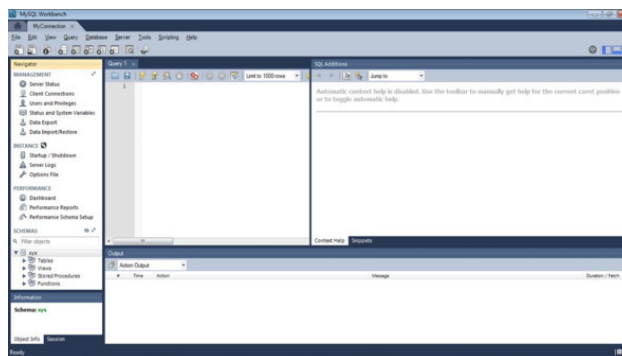 MySQL Workbench
MyConnection ×
File Edit View Query Database Server Tools Scripting Help
Navigator
MANAGEMENT
Server Status
Client Connections
Users and Privileges
Status and System Variables
Data Export
Data Import/Restore
INSTANCE
Startup / Shutdown
Server Logs
Options File
PERFORMANCE
Dashboard
Performance Reports
Performance Schema Setup
SCHEMAS
Filter objects
sys
Tables
Views
Stored Procedures
Functions
Information
Schema: sys
Object Info Session
Ready
Query 1 ×
Limit to 1000 rows
1
SQL Additions
Jump to
Automatic context help is disabled. Use the toolbar to manually get help for the current caret position or to toggle automatic help.
Context Help Snippets
Output
Action Output
# Time Action Message Duration / Fetch